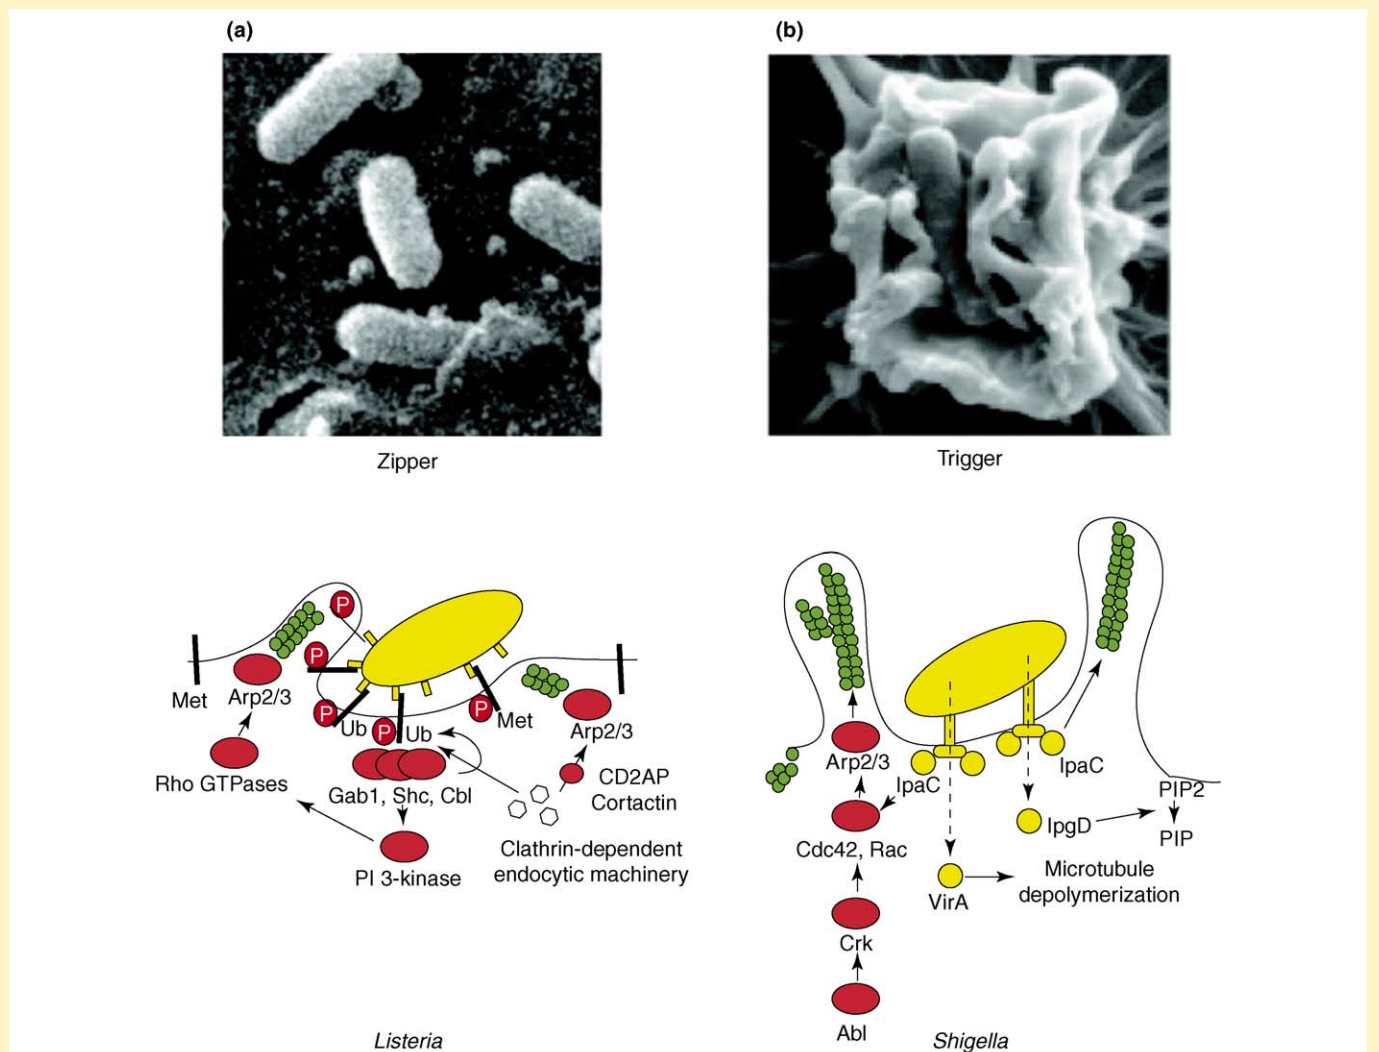 (a)
(b)
Zipper
Trigger
P
P
P
P
P
Met
Arp2/3
Ub
Ub
Met
Arp2/3
Rho GTPases
Gab1, Shc, Cbl
CD2AP
Cortactin
PI 3-kinase
Clathrin-dependent
endocytic machinery
Listeria
Arp2/3
IpaC
IpaC
PIP2
IpgD
PIP
Cdc42, Rac
VirA
Microtubule
depolymerization
Crk
Abl
Shigella